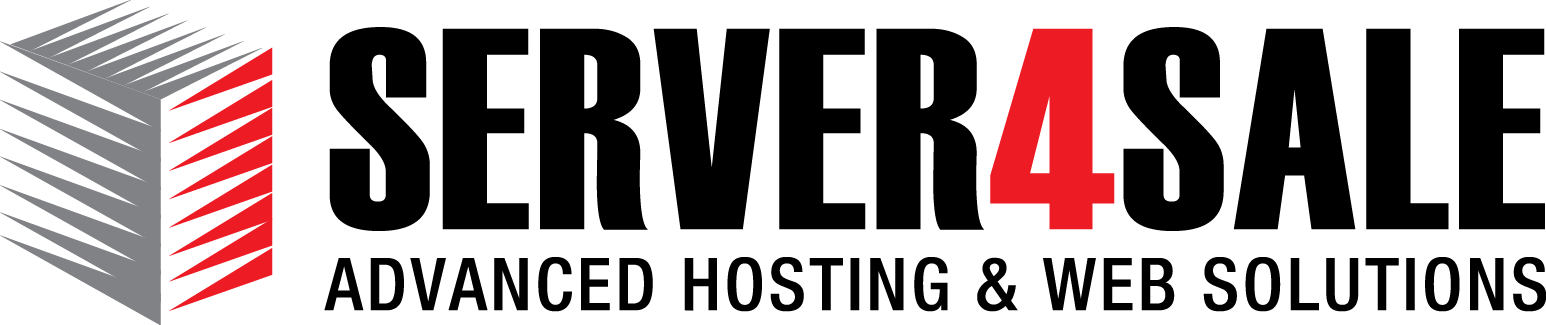 SERVER4SALE
ADVANCED HOSTING & WEB SOLUTIONS